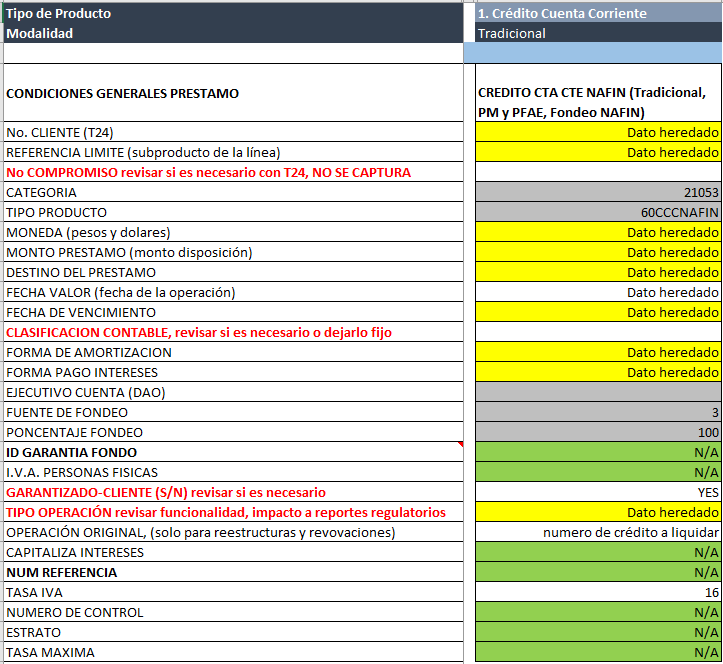 Tipo de Producto 1. Crédito Cuenta Corriente
Modalidad Tradicional
CONDICIONES GENERALES PRESTAMO CREDITO CTA CTE NAFIN (Tradicional,
PM y PFAE, Fondeo NAFIN)
No. CLIENTE (T24) Dato heredado
REFERENCIA LIMITE (subproducto de la línea) Dato heredado
No COMPROMISO revisar si es necesario con T24, NO SE CAPTURA
CATEGORIA 21053
TIPO PRODUCTO 60CCCNAFIN
MONEDA (pesos y dolares) Dato heredado
MONTO PRESTAMO (monto disposición) Dato heredado
DESTINO DEL PRESTAMO Dato heredado
FECHA VALOR (fecha de la operación) Dato heredado
FECHA DE VENCIMIENTO Dato heredado
CLASIFICACION CONTABLE, revisar si es necesario o dejarlo fijo
FORMA DE AMORTIZACION Dato heredado
FORMA PAGO INTERESES Dato heredado
EJECUTIVO CUENTA (DAO)
FUENTE DE FONDEO 3
PONCENTAJE FONDEO 100
ID GARANTIA FONDO N/A
I.V.A. PERSONAS FISICAS N/A
GARANTIZADO-CLIENTE (S/N) revisar si es necesario YES
TIPO OPERACIÓN revisar funcionalidad, impacto a reportes regulatorios Dato heredado
OPERACIÓN ORIGINAL, (solo para reestructuras y revovaciones) numero de crédito a liquidar
CAPITALIZA INTERESES N/A
NUM REFERENCIA N/A
TASA IVA 16
NUMERO DE CONTROL N/A
ESTRATO N/A
TASA MAXIMA N/A